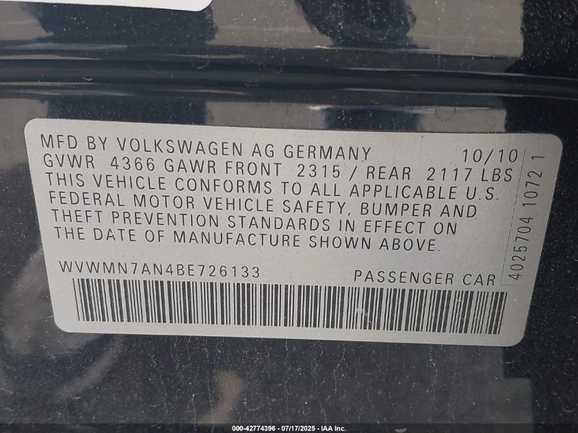 MFD BY VOLKSWAGEN AG GERMANY 10/10
GVWR 4366 GAWR FRONT 2315 / REAR 2117 LBS
THIS VEHICLE CONFORMS TO ALL APPLICABLE U.S.
FEDERAL MOTOR VEHICLE SAFETY, BUMPER AND
THEFT PREVENTION STANDARDS IN EFFECT ON
THE DATE OF MANUFACTURE SHOWN ABOVE.
WVWMN7AN4BE726133 PASSENGER CAR
4025704 1072 1
000-42774396 - 07/17/2025 - IAA Inc.